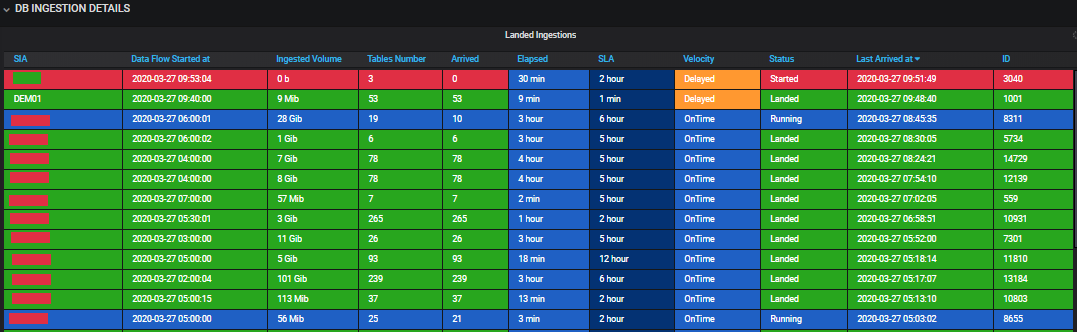 DB INGESTION DETAILS
Landed Ingestions
SIA Data Flow Started at Ingested Volume Tables Number Arrived Elapsed SLA Velocity Status Last Arrived at ID
2020-03-27 09:53:04 0 b 3 0 30 min 2 hour Delayed Started 2020-03-27 09:51:49 3040
DEM01 2020-03-27 09:40:00 9 Mib 53 53 9 min 1 min Delayed Landed 2020-03-27 09:48:40 1001
2020-03-27 06:00:01 28 Gib 19 10 3 hour 6 hour OnTime Running 2020-03-27 08:45:35 8311
2020-03-27 06:00:02 1 Gib 6 6 3 hour 5 hour OnTime Landed 2020-03-27 08:30:05 5734
2020-03-27 04:00:00 7 Gib 78 78 4 hour 5 hour OnTime Landed 2020-03-27 08:24:21 14729
2020-03-27 04:00:00 8 Gib 78 78 4 hour 5 hour OnTime Landed 2020-03-27 07:54:10 12139
2020-03-27 07:00:00 57 Mib 7 7 2 min 5 hour OnTime Landed 2020-03-27 07:02:05 559
2020-03-27 05:30:01 3 Gib 265 265 1 hour 2 hour OnTime Landed 2020-03-27 06:58:51 10931
2020-03-27 03:00:00 11 Gib 26 26 3 hour 5 hour OnTime Landed 2020-03-27 05:52:00 7301
2020-03-27 05:00:00 5 Gib 93 93 18 min 12 hour OnTime Landed 2020-03-27 05:18:14 11810
2020-03-27 02:00:04 101 Gib 239 239 3 hour 6 hour OnTime Landed 2020-03-27 05:17:07 13184
2020-03-27 05:00:15 113 Mib 37 37 13 min 2 hour OnTime Landed 2020-03-27 05:13:10 10803
2020-03-27 05:00:00 56 Mib 25 21 3 min 2 hour OnTime Running 2020-03-27 05:03:02 8655